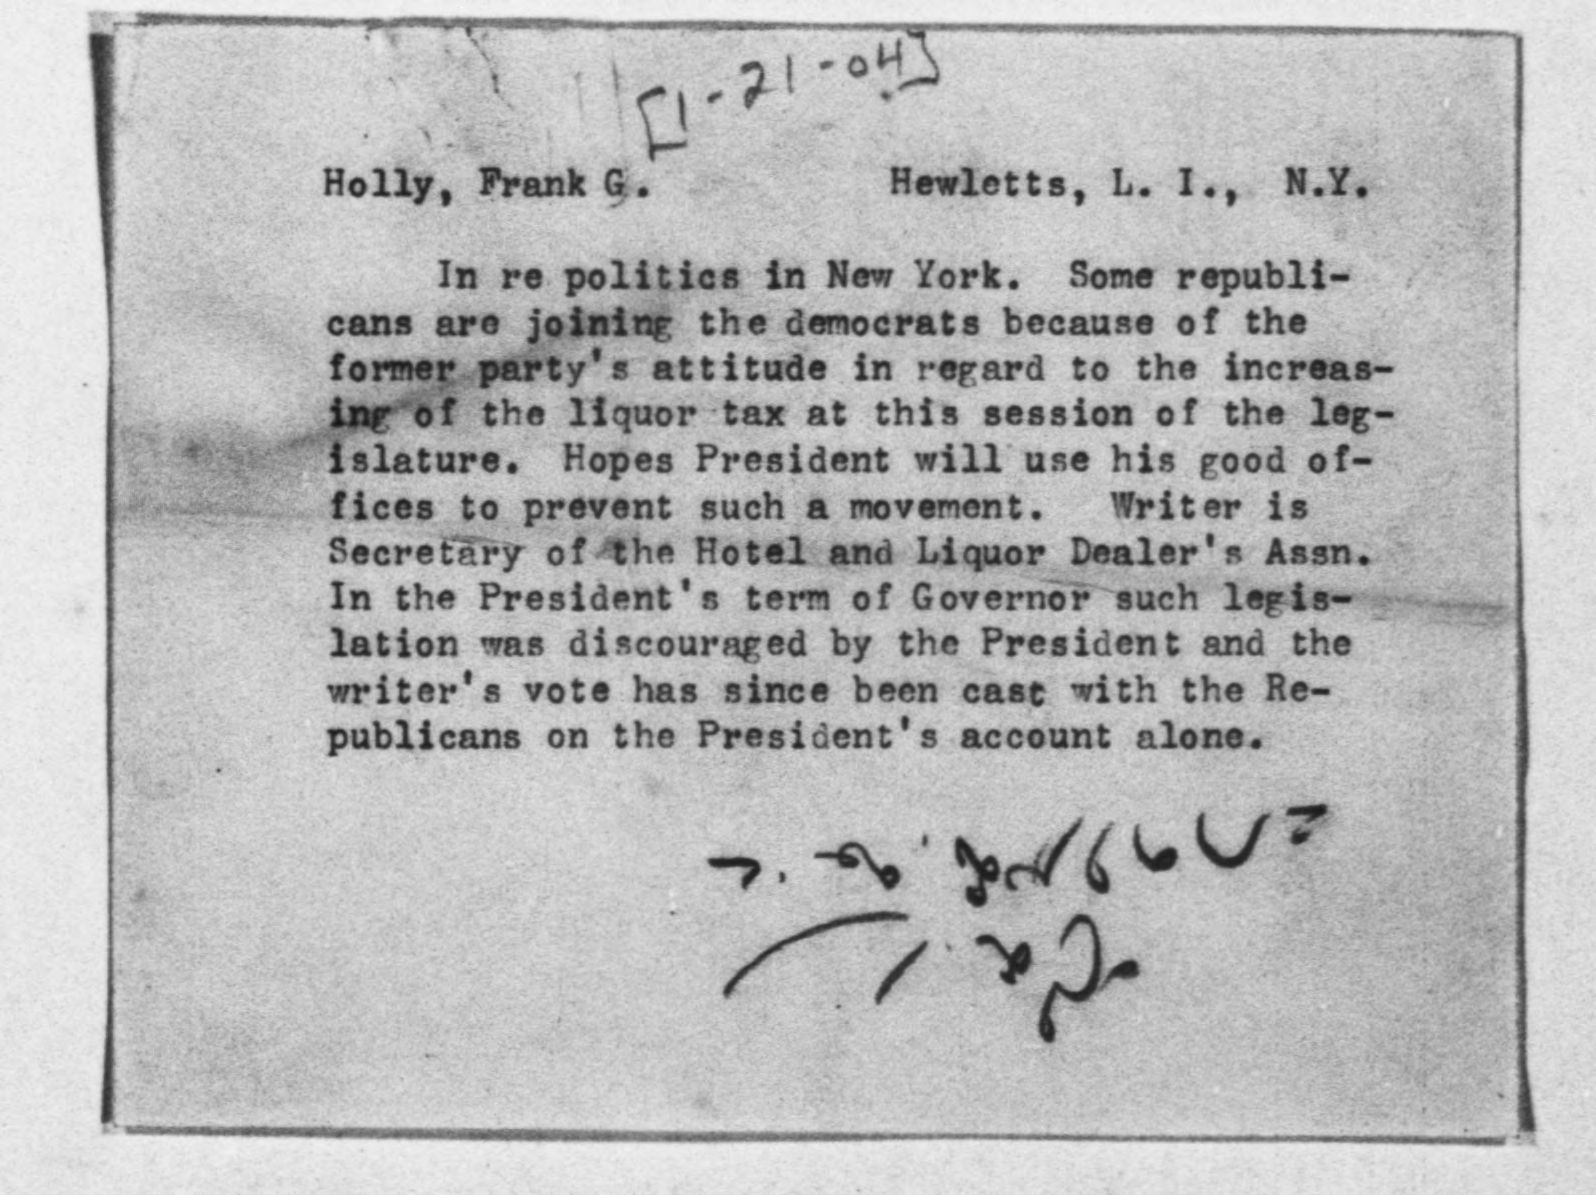 [1-21-04]
Holly, Frank G. Hewletts, L. I., N.Y.
In re politics in New York. Some republi-
cans are joining the democrats because of the
former party's attitude in regard to the increas-
ing of the liquor tax at this session of the leg-
islature. Hopes President will use his good of-
fices to prevent such a movement. Writer is
Secretary of the Hotel and Liquor Dealer's Assn.
In the President's term of Governor such legis-
lation was discouraged by the President and the
writer's vote has since been cast with the Re-
publicans on the President's account alone.